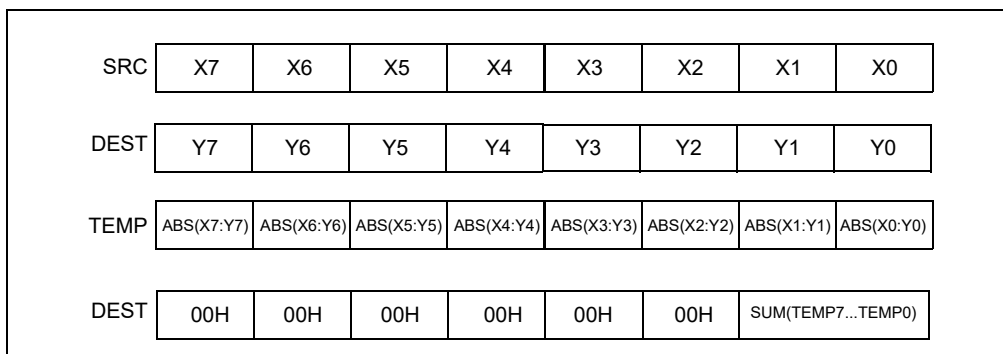 SRC X7 X6 X5 X4 X3 X2 X1 X0
DEST Y7 Y6 Y5 Y4 Y3 Y2 Y1 Y0
TEMP ABS(X7:Y7) ABS(X6:Y6) ABS(X5:Y5) ABS(X4:Y4) ABS(X3:Y3) ABS(X2:Y2) ABS(X1:Y1) ABS(X0:Y0)
DEST 00H 00H 00H 00H 00H 00H SUM(TEMP7...TEMP0)